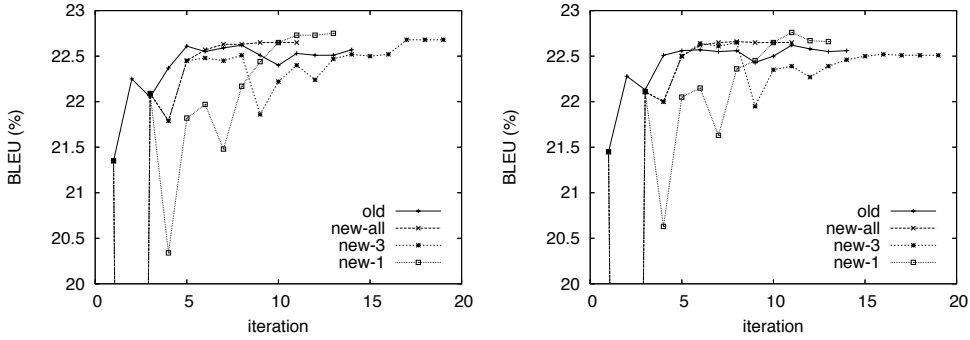 23
22.5
22
21.5
21
20.5
20
BLEU (%)
0 5 10 15 20
iteration
old
new-all
new-3
new-1
23
22.5
22
21.5
21
20.5
20
BLEU (%)
0 5 10 15 20
iteration
old
new-all
new-3
new-1